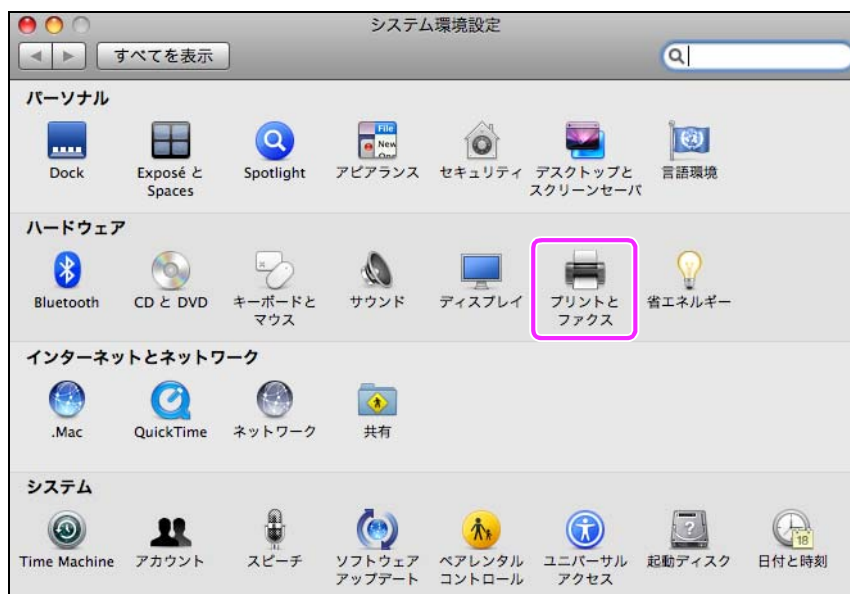 システム環境設定
すべてを表示
パーソナル
Dock
Exposé と
Spaces
Spotlight
File
New
アピアランス
セキュリティ
デスクトップと
スクリーンセーバ
言語環境
ハードウェア
Bluetooth
CD と DVD
キーボードと
マウス
サウンド
ディスプレイ
プリントと
ファクス
省エネルギー
インターネットとネットワーク
.Mac
QuickTime
ネットワーク
共有
システム
Time Machine
アカウント
スピーチ
ソフトウェア
アップデート
ペアレンタル
コントロール
ユニバーサル
アクセス
起動ディスク
18
日付と時刻